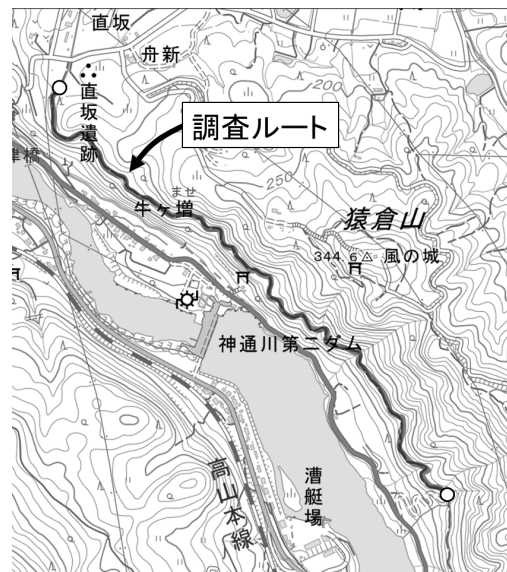 直坂
舟新
200
直坂遺跡
調査ルート
津橋
250
ませ
牛ヶ増
猿倉山
344.6
風の城
神通川第二ダム
高山本線
漕艇場